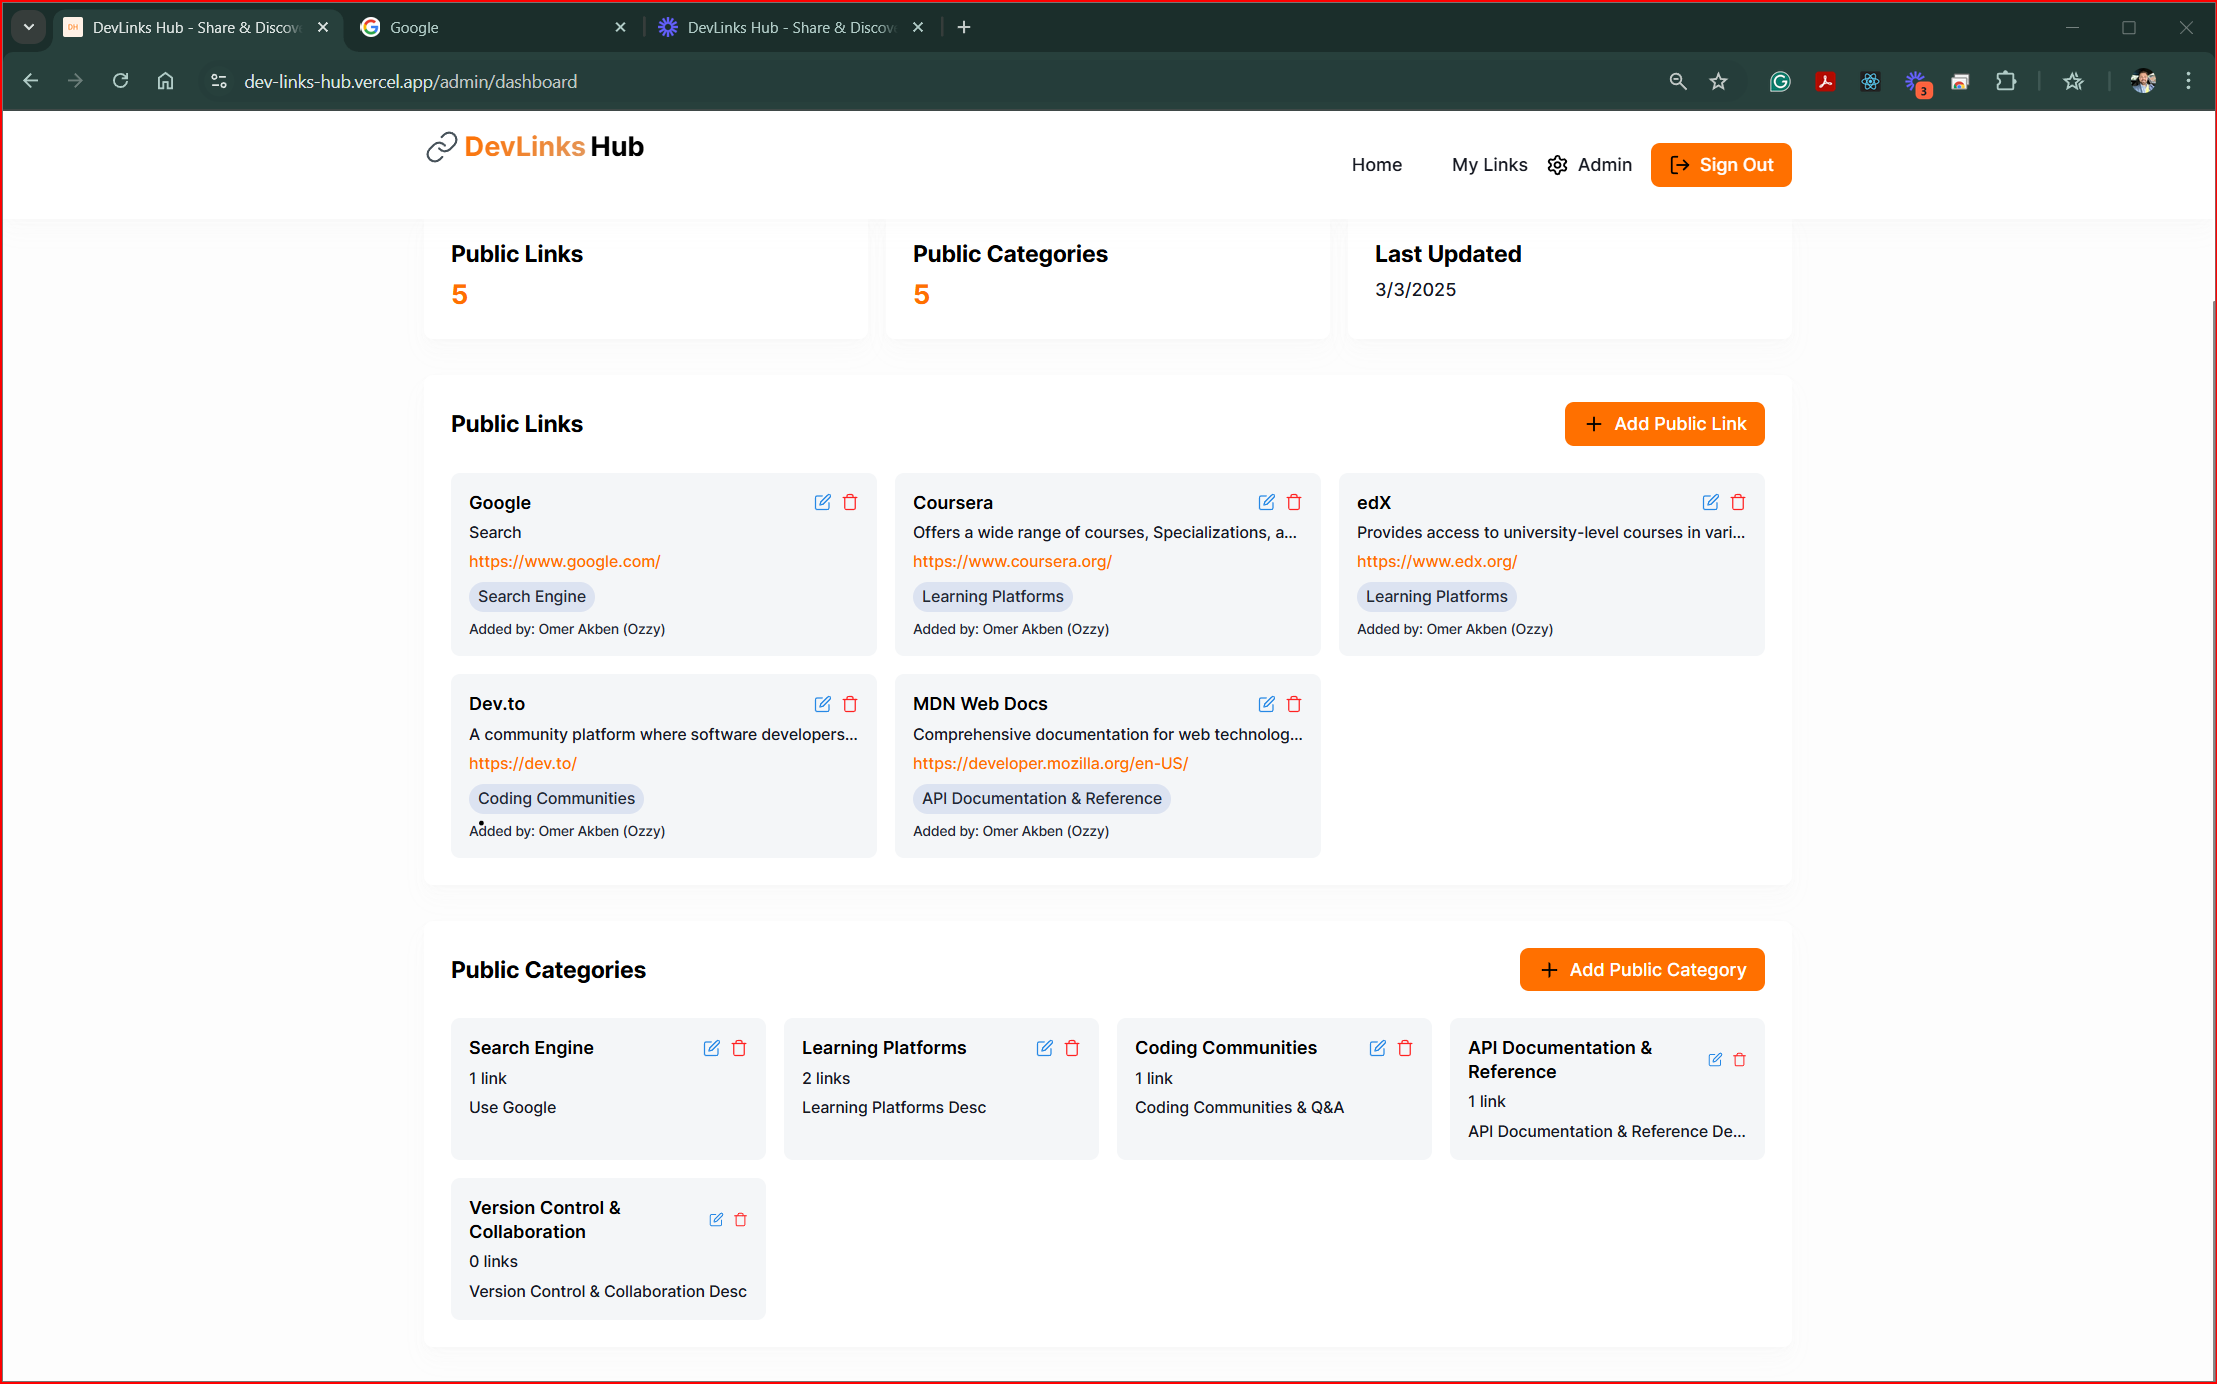 DevLinks Hub - Share & Discov
Google
DevLinks Hub - Share & Discov
dev-links-hub.vercel.app/admin/dashboard
3
DevLinks Hub
Home
My Links
Admin
Sign Out
Public Links
5
Public Categories
5
Last Updated
3/3/2025
Public Links
Add Public Link
Google
Search
https://www.google.com/
Search Engine
Added by: Omer Akben (Ozzy)
Coursera
Offers a wide range of courses, Specializations, a...
https://www.coursera.org/
Learning Platforms
Added by: Omer Akben (Ozzy)
edX
Provides access to university-level courses in vari...
https://www.edx.org/
Learning Platforms
Added by: Omer Akben (Ozzy)
Dev.to
A community platform where software developers...
https://dev.to/
Coding Communities
Added by: Omer Akben (Ozzy)
MDN Web Docs
Comprehensive documentation for web technolog...
https://developer.mozilla.org/en-US/
API Documentation & Reference
Added by: Omer Akben (Ozzy)
Public Categories
Add Public Category
Search Engine
1 link
Use Google
Learning Platforms
2 links
Learning Platforms Desc
Coding Communities
1 link
Coding Communities & Q&A
API Documentation &
Reference
1 link
API Documentation & Reference De...
Version Control &
Collaboration
0 links
Version Control & Collaboration Desc